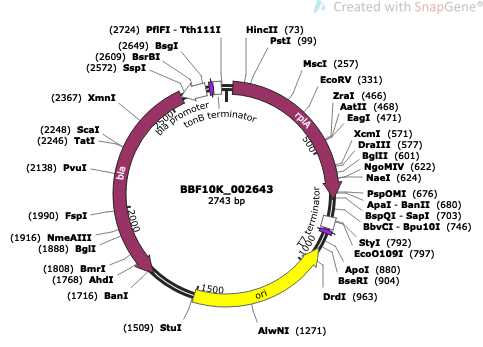 Created with SnapGene®
(2724) PflFI - Tth111I
(2649) BsgI
(2609) BsrBI
(2572) SspI
(2367) XmnI
(2248) ScaI
(2246) TatI
(2138) PvuI
(1990) FspI
(1916) NmeAIII
(1888) BglI
(1808) BmrI
(1768) AhdI
(1716) BanI
(1509) StuI
HincII (73)
PstI (99)
MscI (257)
EcoRV (331)
ZraI (466)
AatII (468)
EagI (471)
XcmI (571)
DraIII (577)
BglII (601)
NgoMIV (622)
NaeI (624)
PspOMI (676)
ApaI - BanII (680)
BspQI - SapI (703)
BbvCI - Bpu10I (746)
StyI (792)
EcoO109I (797)
ApoI (880)
BseRI (904)
DrdI (963)
AlwNI (1271)
bla promoter
tonB terminator
rplA
T7 terminator
ori
bla
500
1000
1500
2000
2500
BBF10K_002643
2743 bp